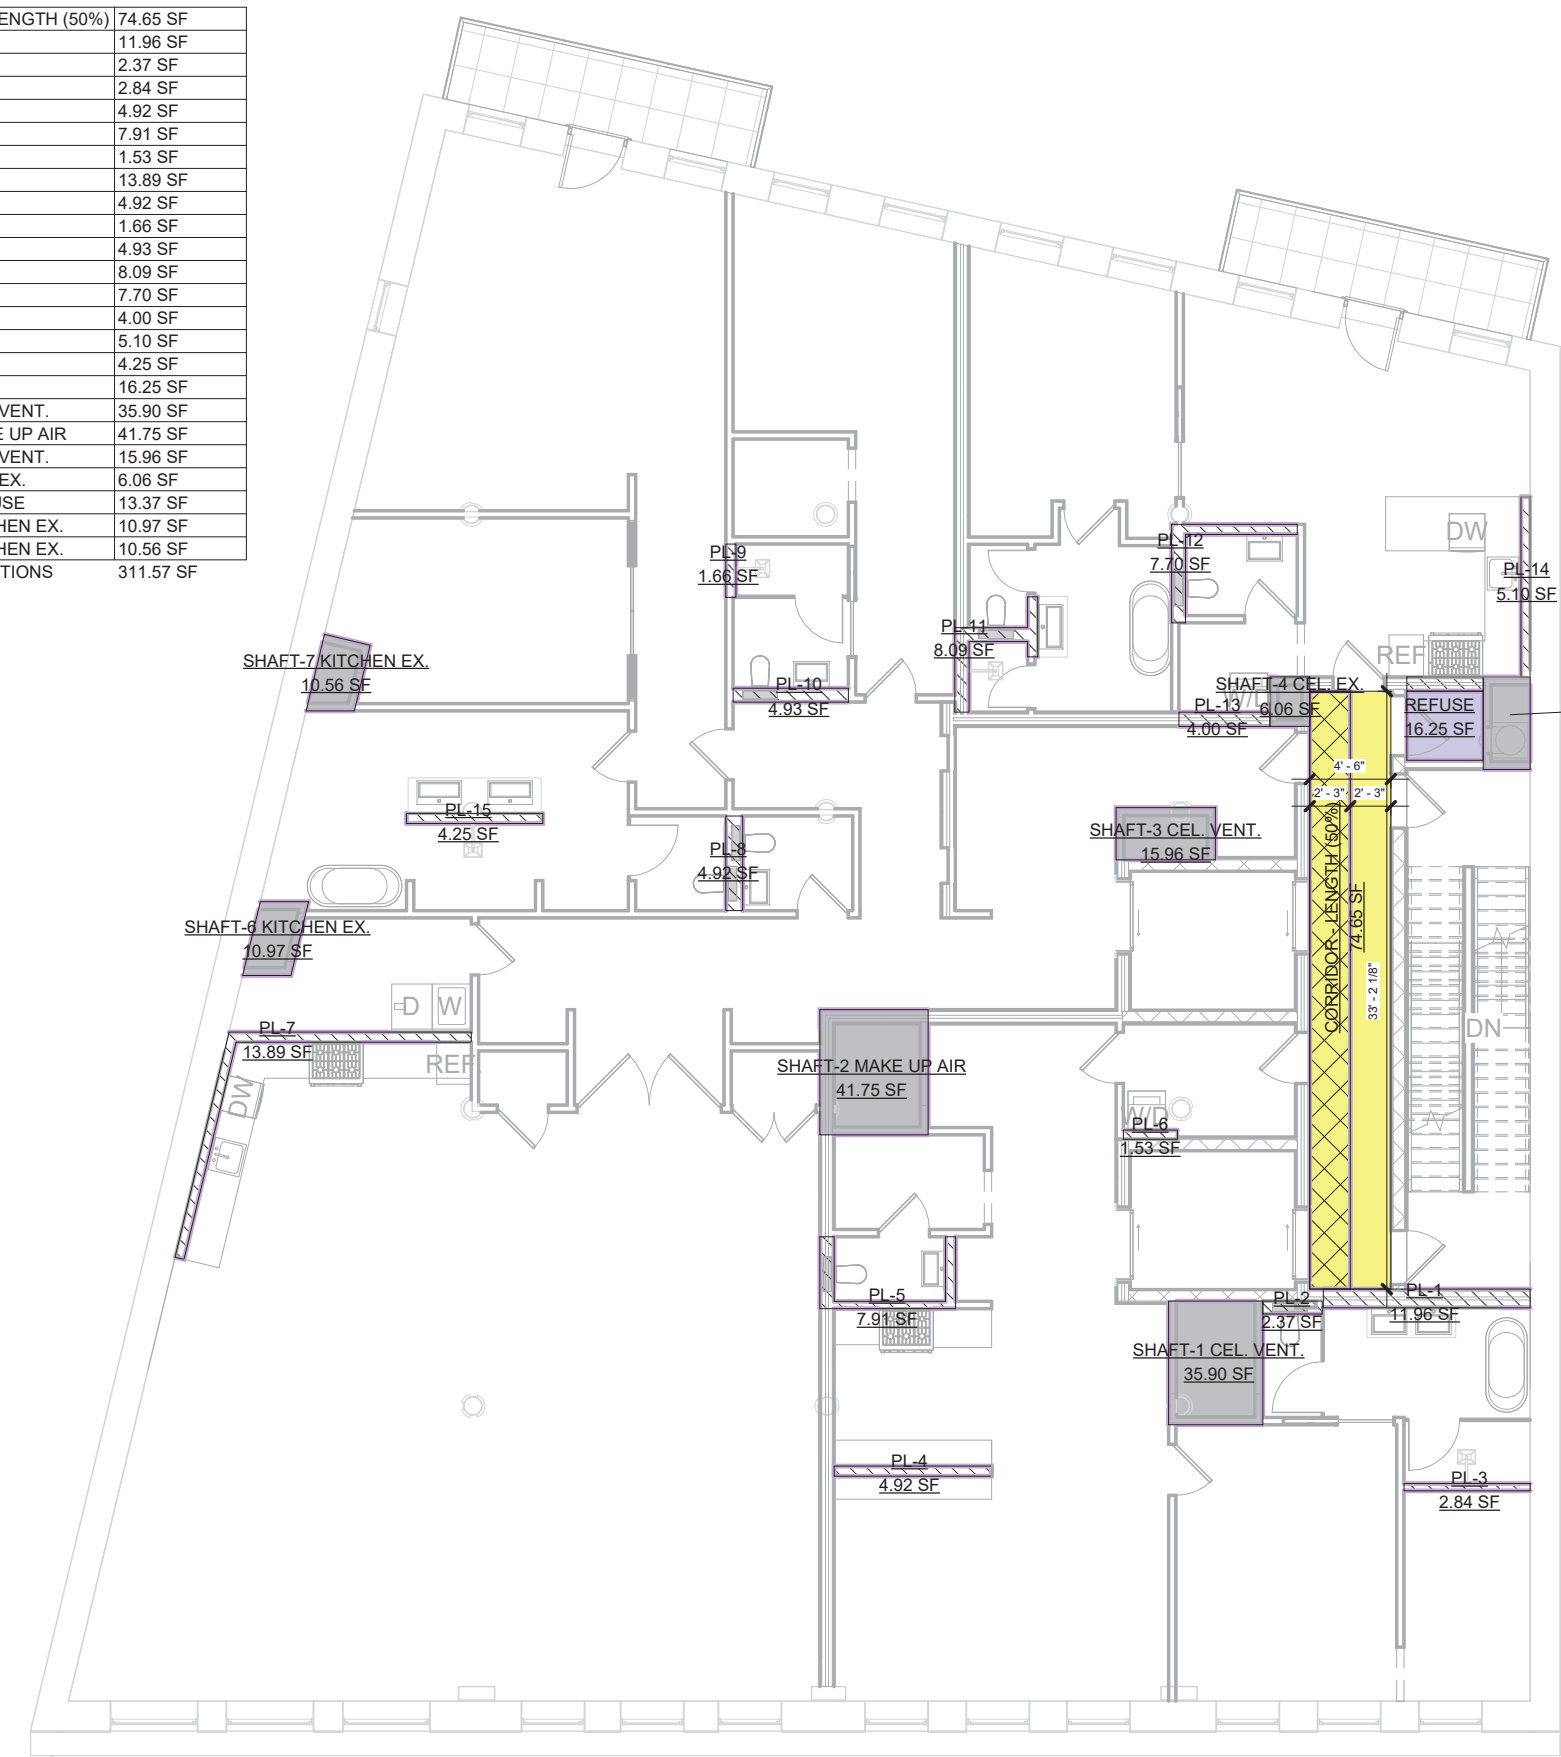 ENGTH (50%) 74.65 SF
11.96 SF
2.37 SF
2.84 SF
4.92 SF
7.91 SF
1.53 SF
13.89 SF
4.92 SF
1.66 SF
4.93 SF
8.09 SF
7.70 SF
4.00 SF
5.10 SF
4.25 SF
16.25 SF
VENT. 35.90 SF
E UP AIR 41.75 SF
VENT. 15.96 SF
EX. 6.06 SF
USE 13.37 SF
HEN EX. 10.97 SF
HEN EX. 10.56 SF
TIONS 311.57 SF
DW
PL-12
7.70 SF
PL-9
1.66 SF
PL-14
5.10 SF
PL-11
8.09 SF
REF
SHAFT-7 KITCHEN EX.
10.56 SF
PL-10
4.93 SF
SHAFT-4 CEL. EX.
6.06 SF
W/D
PL-13
4.00 SF
REFUSE
16.25 SF
4' - 6"
2' - 3"
2' - 3"
PL-15
4.25 SF
SHAFT-3 CEL. VENT.
15.96 SF
PL-8
4.92 SF
CORRIDOR - LENGTH (50%)
74.65 SF
33' - 2 1/8"
SHAFT-6 KITCHEN EX.
10.97 SF
D
W
DN
PL-7
13.89 SF
REF
DW
SHAFT-2 MAKE UP AIR
41.75 SF
W/D
PL-6
1.53 SF
PL-5
7.91 SF
PL-2
2.37 SF
PL-1
11.96 SF
SHAFT-1 CEL. VENT.
35.90 SF
PL-4
4.92 SF
PL-3
2.84 SF